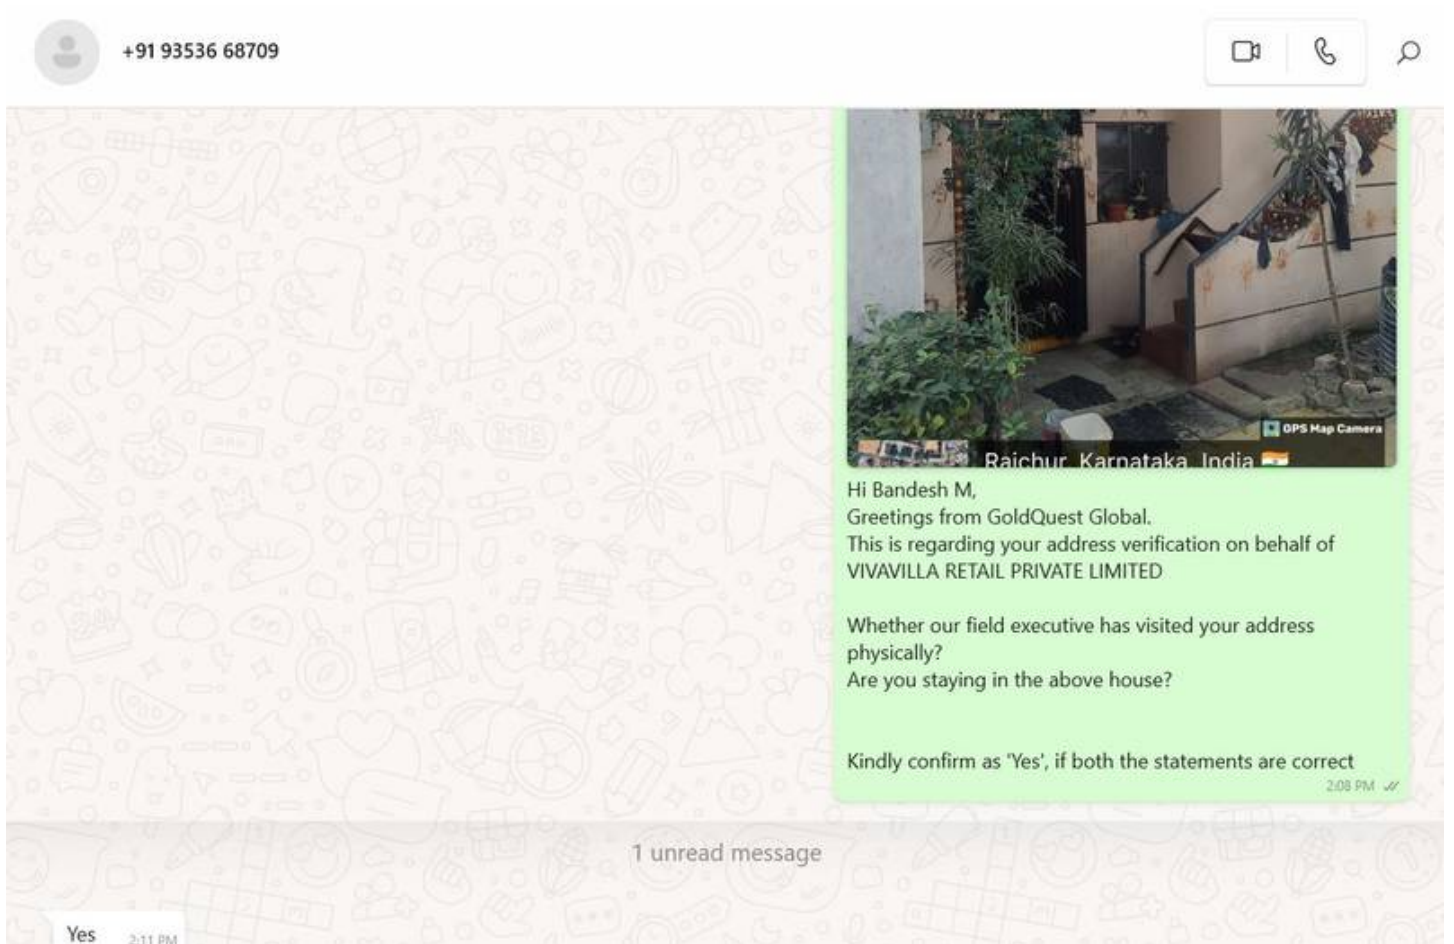 +91 93536 68709
GPS Map Camera
Raichur, Karnataka, India
Hi Bandesh M,
Greetings from GoldQuest Global.
This is regarding your address verification on behalf of
VIVAVILLA RETAIL PRIVATE LIMITED
Whether our field executive has visited your address
physically?
Are you staying in the above house?
Kindly confirm as 'Yes', if both the statements are correct
2:08 PM
1 unread message
Yes 2:11 PM